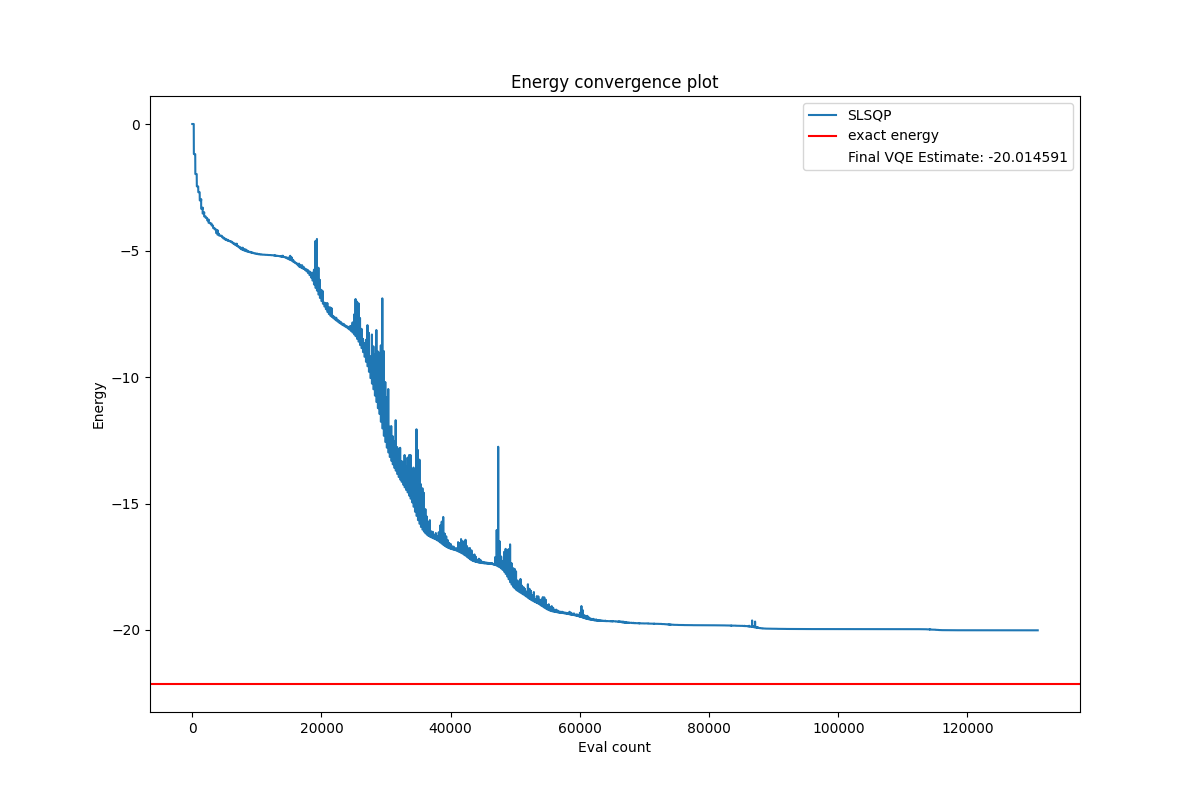 Energy convergence plot
SLSQP
exact energy
Final VQE Estimate: -20.014591
Energy
0
−5
−10
−15
−20
0 20000 40000 60000 80000 100000 120000
Eval count